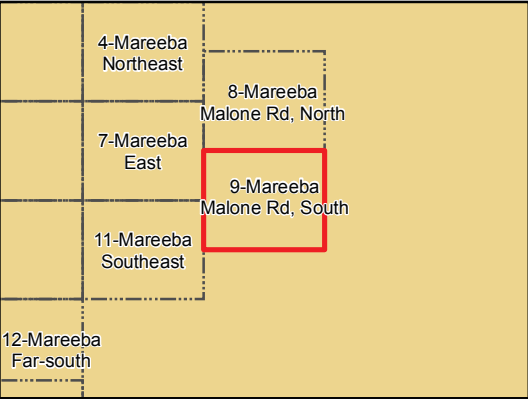 4-Mareeba
Northeast
8-Mareeba
Malone Rd, North
7-Mareeba
East
9-Mareeba
Malone Rd, South
11-Mareeba
Southeast
12-Mareeba
Far-south